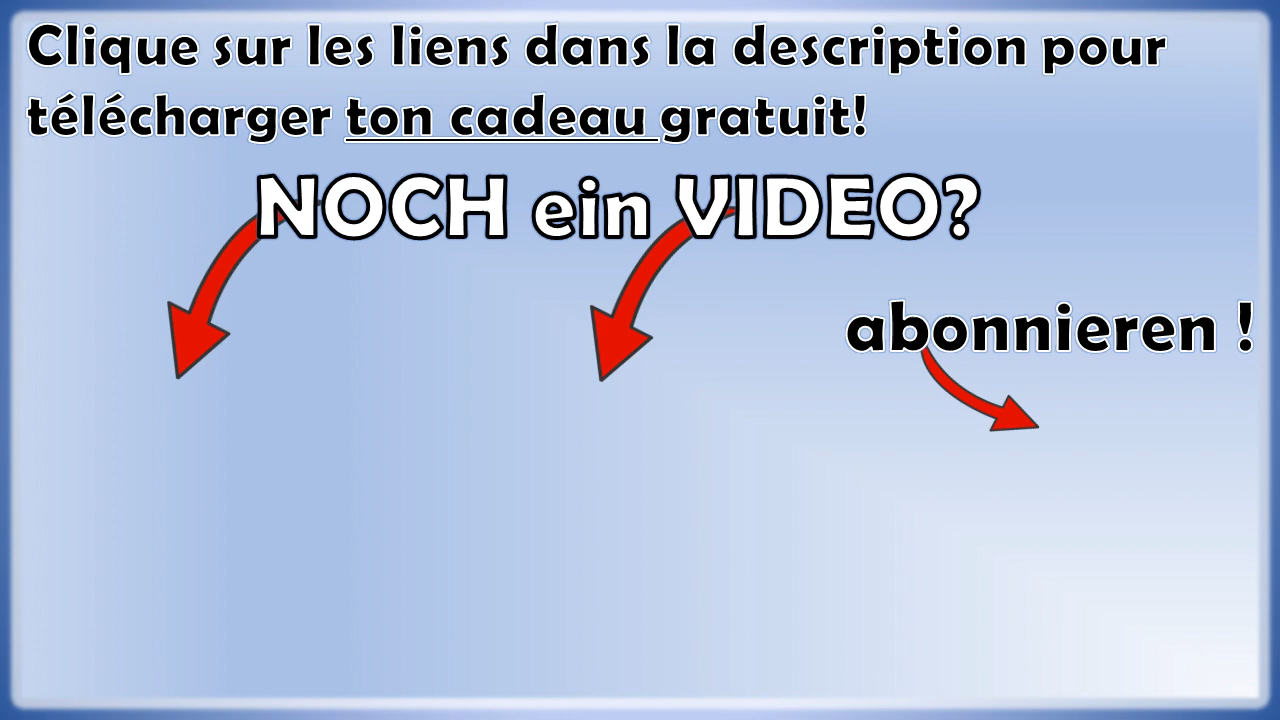 Clique sur les liens dans la description pour
télécharger ton cadeau gratuit!
NOCH ein VIDEO?
abonnieren !